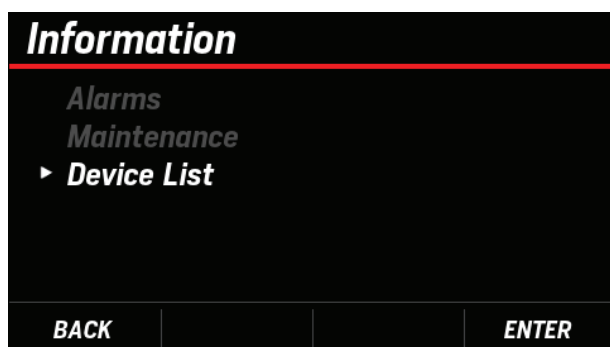 Information
Alarms
Maintenance
Device List
BACK
ENTER